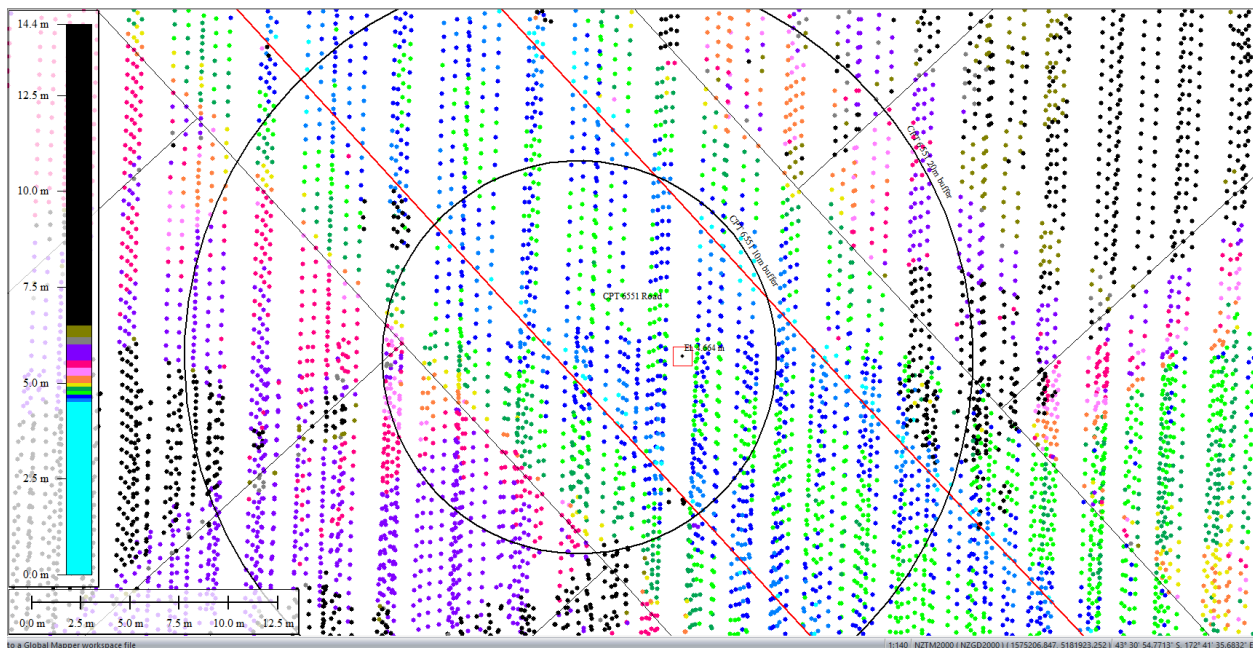 14.4 m
12.5 m
10.0 m
7.5 m
5.0 m
2.5 m
0.0 m
CPT 6551 20m buffer
CPT 6551 10m buffer
CPT 6551 Road
0.0 m 2.5 m 5.0 m 7.5 m 10.0 m 12.5 m
to a Global Mapper workspace file
1:140 NZTM2000 ( NZGD2000 ) ( 1575206.847, 5181923.252 ) 43° 30' 54.7713" S, 172° 41' 35.6832" E